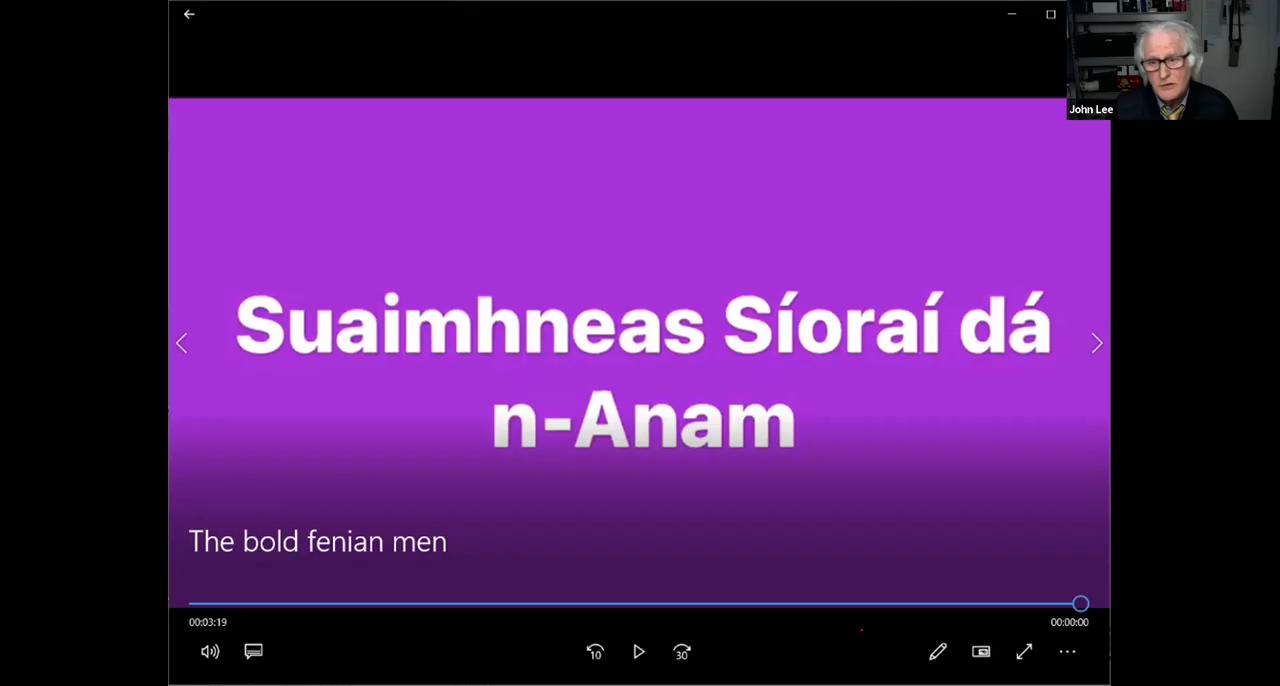 John Lee
Suaimhneas Síoraí dá
n-Anam
The bold fenian men
00:03:19
00:00:00
10
30